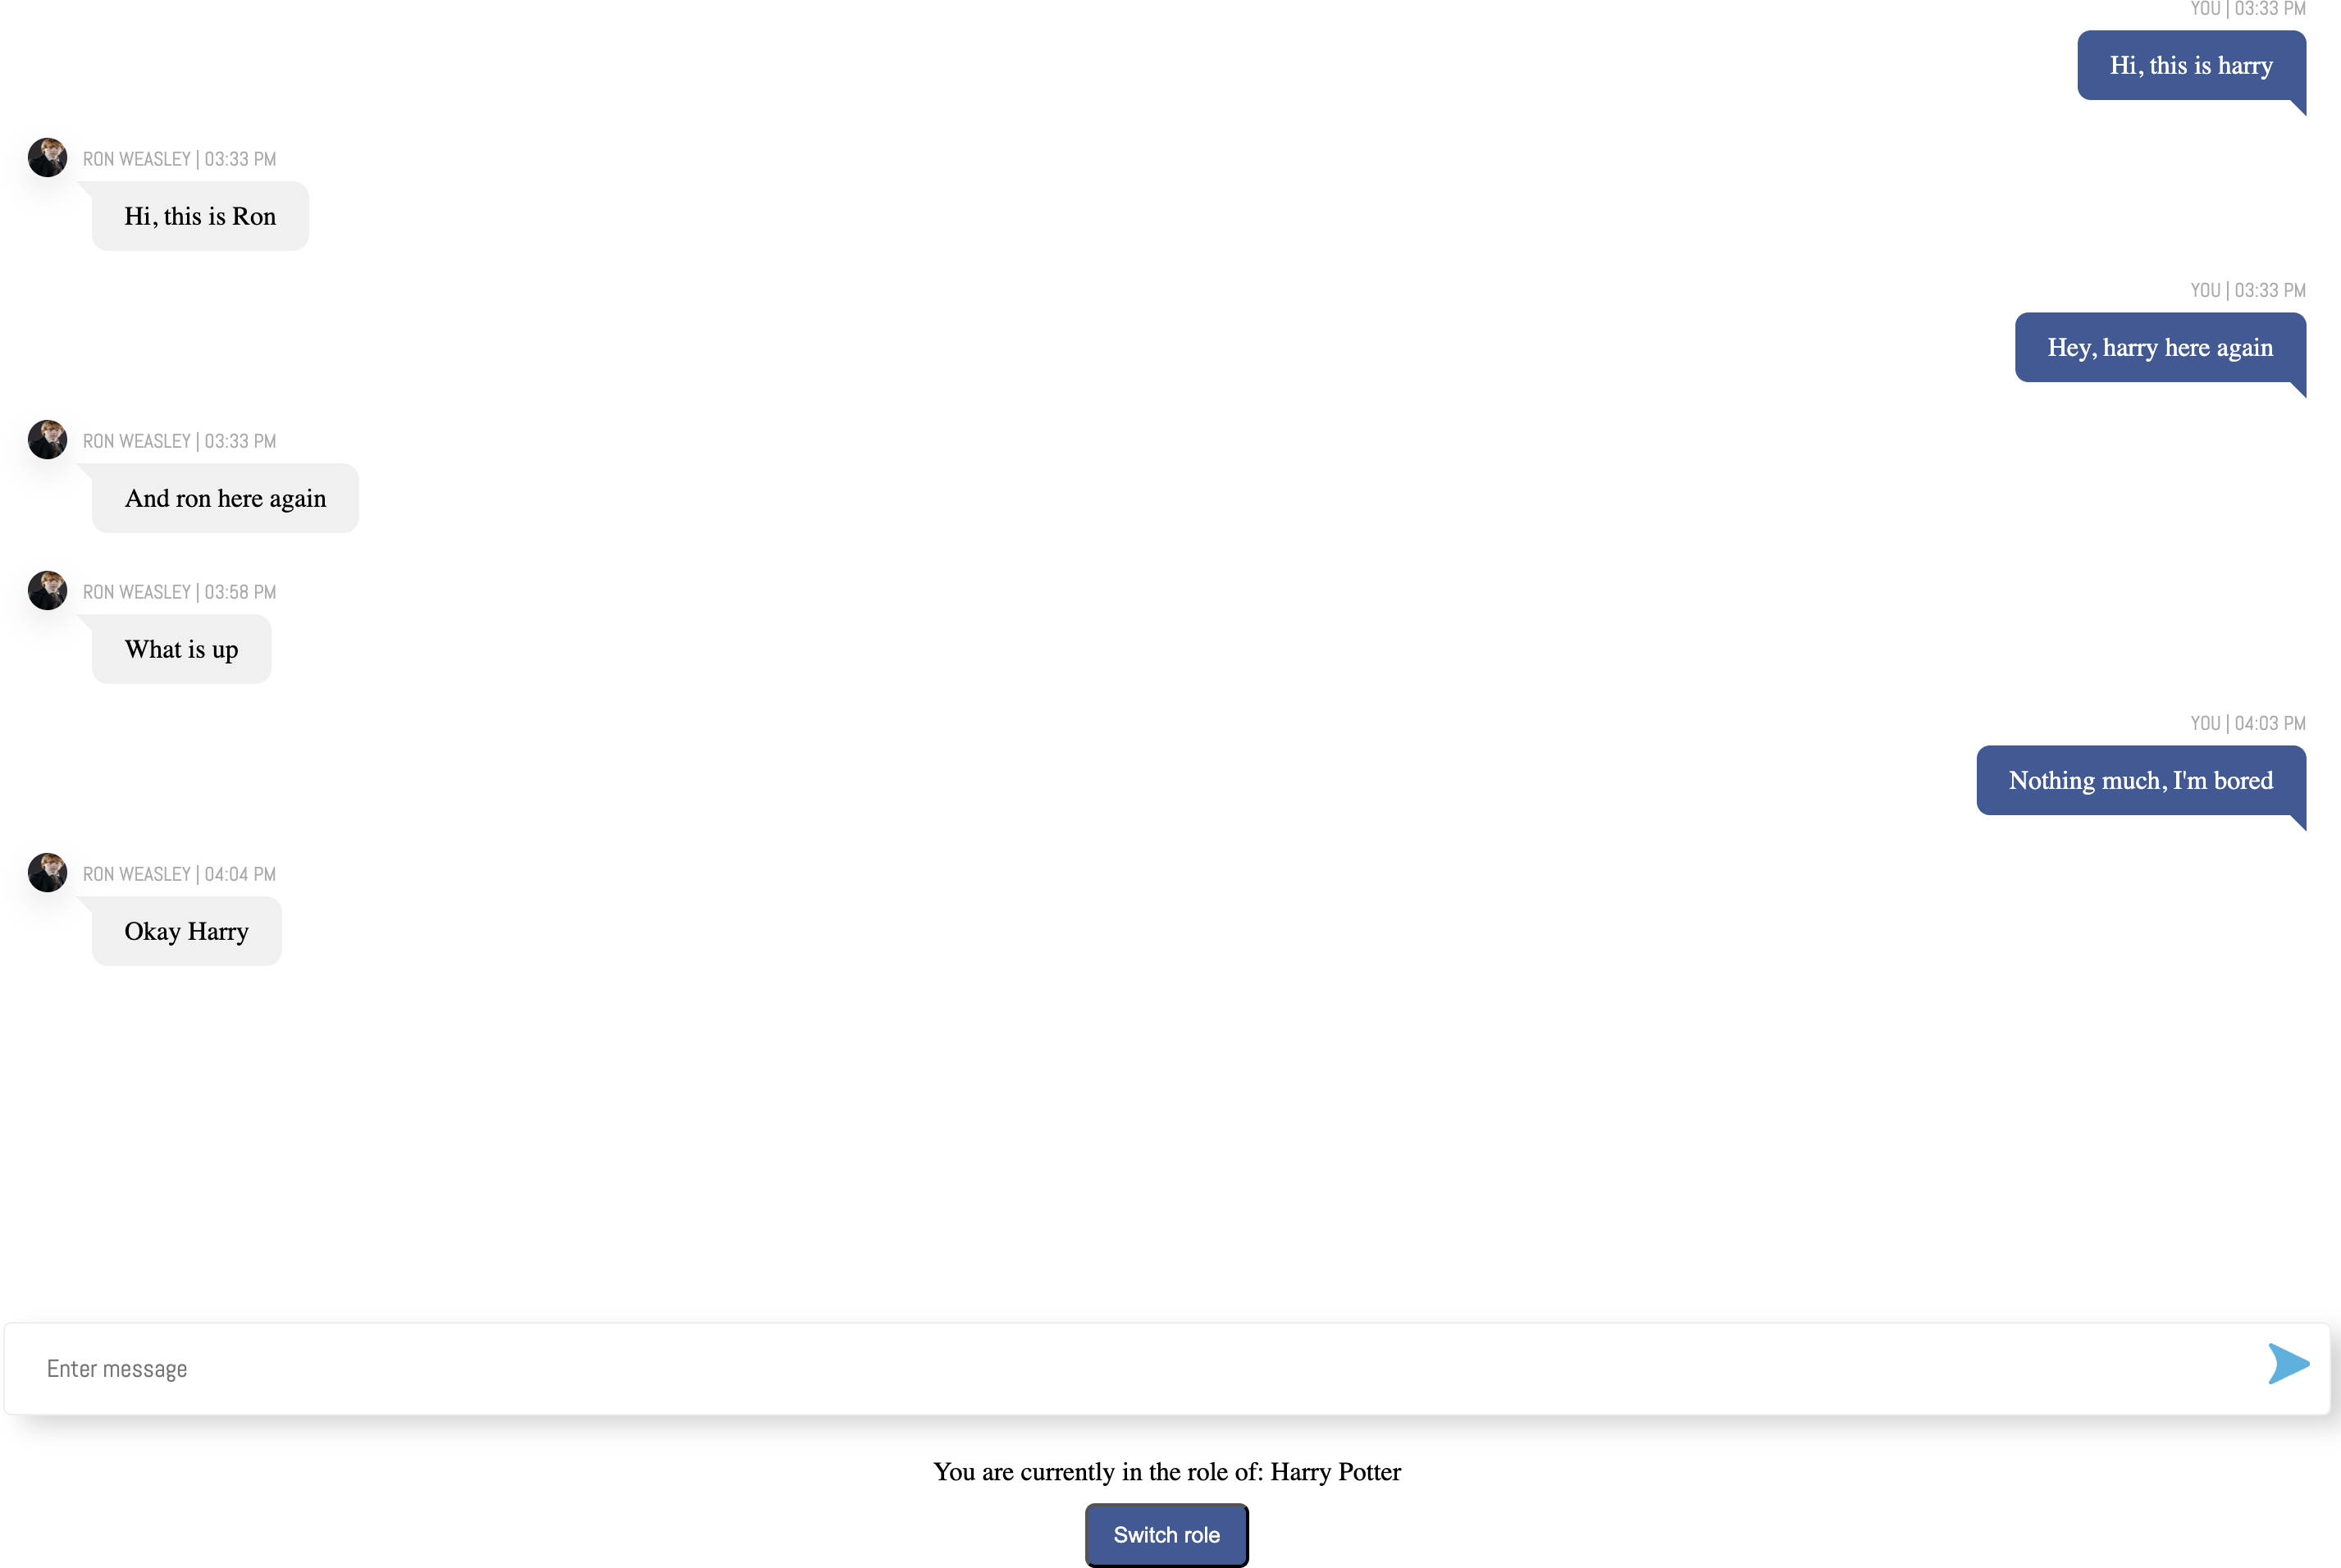 YOU | 03:33 PM
Hi, this is harry
RON WEASLEY | 03:33 PM
Hi, this is Ron
YOU | 03:33 PM
Hey, harry here again
RON WEASLEY | 03:33 PM
And ron here again
RON WEASLEY | 03:58 PM
What is up
YOU | 04:03 PM
Nothing much, I'm bored
RON WEASLEY | 04:04 PM
Okay Harry
Enter message
You are currently in the role of: Harry Potter
Switch role